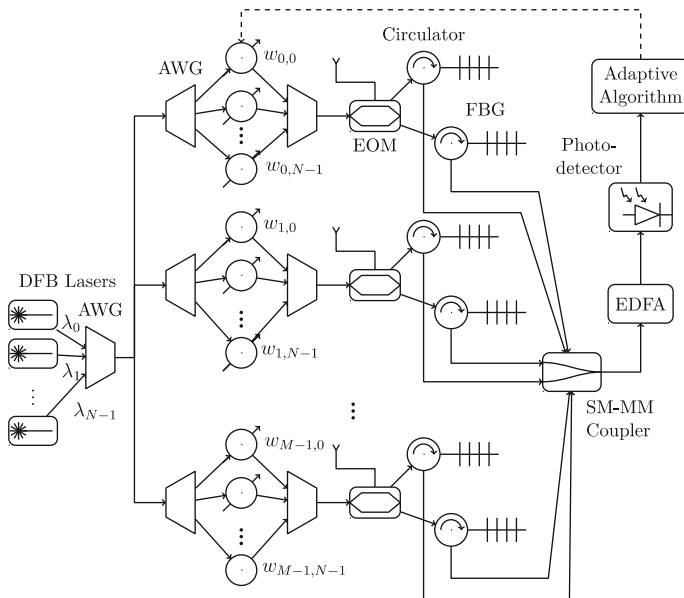 Circulator
AWG
w_{0,0}
Adaptive
Algorithm
FBG
Photo-
detector
EOM
w_{0,N−1}
w_{1,0}
DFB Lasers
AWG
λ_0
EDFA
λ_1
w_{1,N−1}
λ_{N−1}
SM-MM
Coupler
w_{M−1,0}
w_{M−1,N−1}